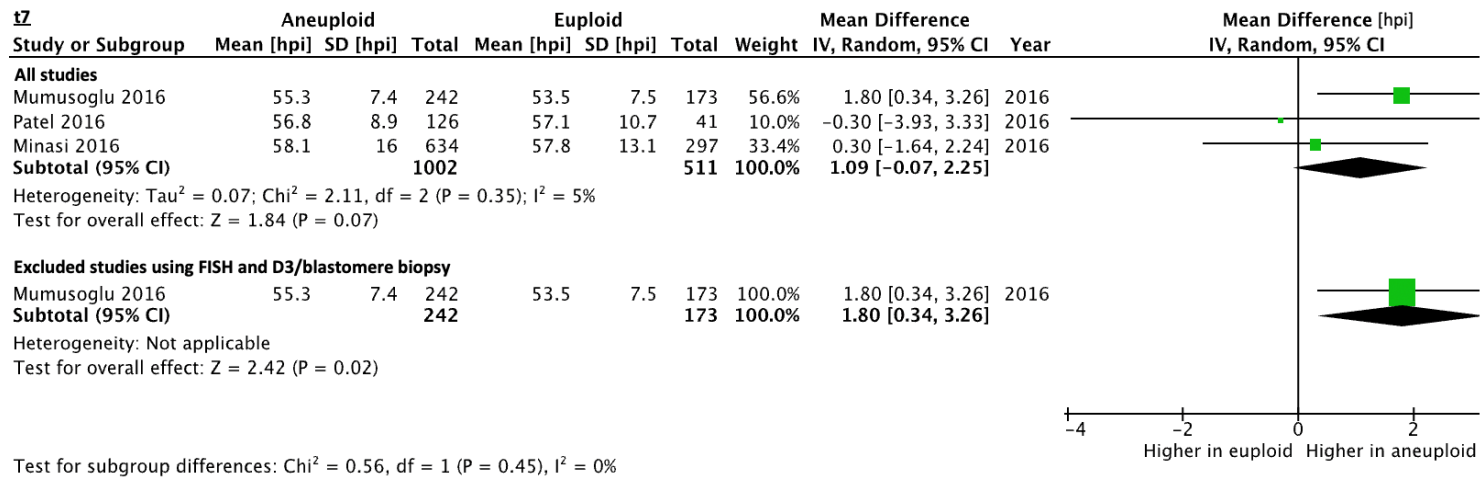 t7 Aneuploid Euploid Mean Difference Mean Difference [hpi]
Study or Subgroup Mean [hpi] SD [hpi] Total Mean [hpi] SD [hpi] Total Weight IV, Random, 95% CI Year IV, Random, 95% CI
All studies
Mumusoglu 2016 55.3 7.4 242 53.5 7.5 173 56.6% 1.80 [0.34, 3.26] 2016
Patel 2016 56.8 8.9 126 57.1 10.7 41 10.0% −0.30 [−3.93, 3.33] 2016
Minasi 2016 58.1 16 634 57.8 13.1 297 33.4% 0.30 [−1.64, 2.24] 2016
Subtotal (95% CI) 1002 511 100.0% 1.09 [−0.07, 2.25]
Heterogeneity: Tau² = 0.07; Chi² = 2.11, df = 2 (P = 0.35); I² = 5%
Test for overall effect: Z = 1.84 (P = 0.07)
Excluded studies using FISH and D3/blastomere biopsy
Mumusoglu 2016 55.3 7.4 242 53.5 7.5 173 100.0% 1.80 [0.34, 3.26] 2016
Subtotal (95% CI) 242 173 100.0% 1.80 [0.34, 3.26]
Heterogeneity: Not applicable
Test for overall effect: Z = 2.42 (P = 0.02)
−4 −2 0 2
Higher in euploid Higher in aneuploid
Test for subgroup differences: Chi² = 0.56, df = 1 (P = 0.45), I² = 0%